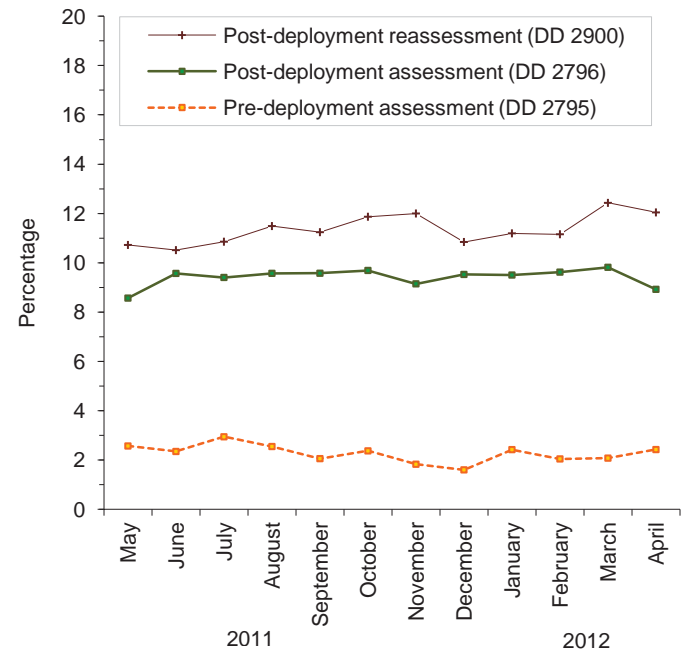 20
18
16
14
12
10
8
6
4
2
0
Percentage
Post-deployment reassessment (DD 2900)
Post-deployment assessment (DD 2796)
Pre-deployment assessment (DD 2795)
May
June
July
August
September
October
November
December
January
February
March
April
2011
2012